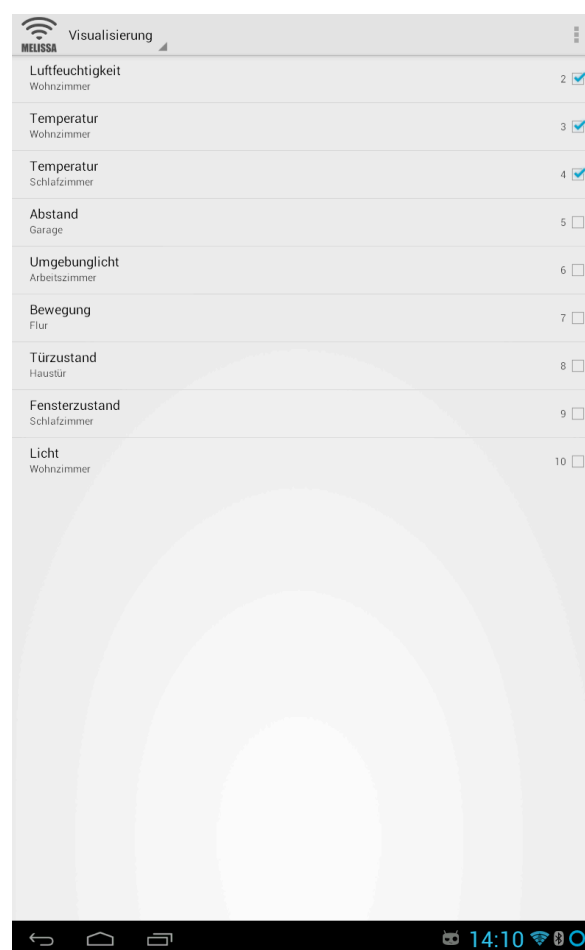 MELISSA
Visualisierung
Luftfeuchtigkeit
Wohnzimmer
2
Temperatur
Wohnzimmer
3
Temperatur
Schlafzimmer
4
Abstand
Garage
5
Umgebunglicht
Arbeitszimmer
6
Bewegung
Flur
7
Türzustand
Haustür
8
Fensterzustand
Schlafzimmer
9
Licht
Wohnzimmer
10
14:10